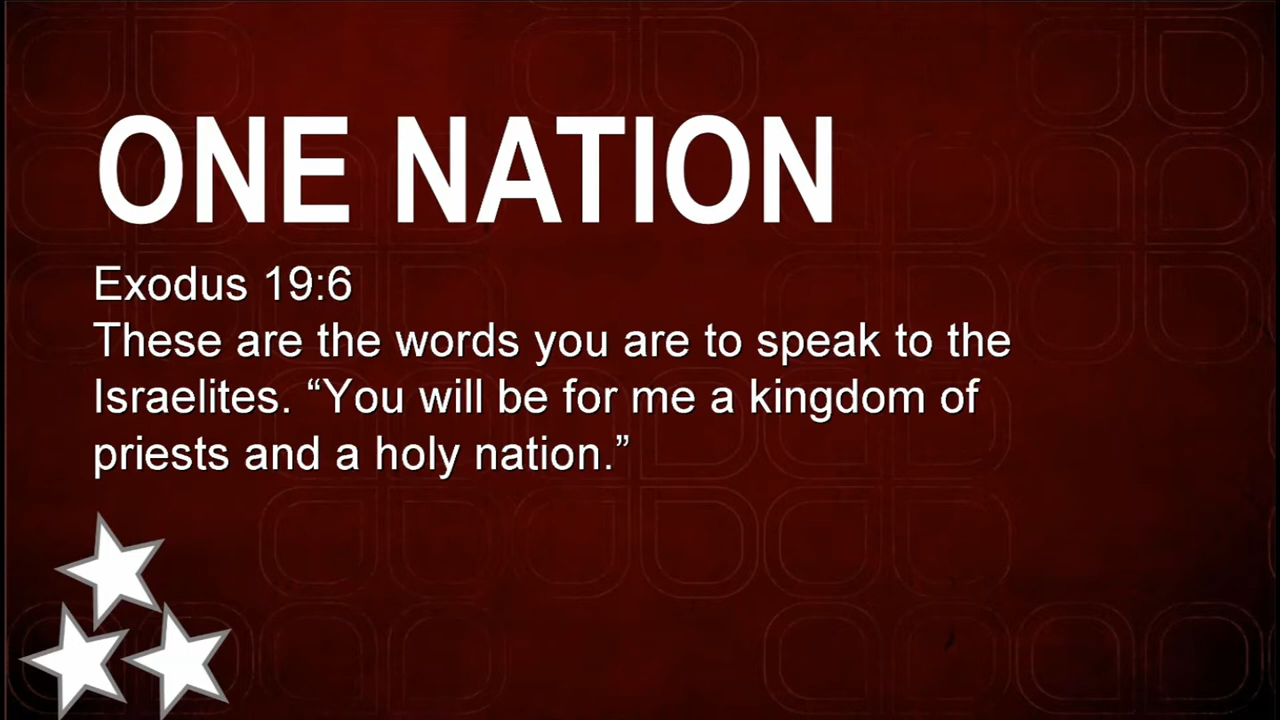 ONE NATION
Exodus 19:6
These are the words you are to speak to the
Israelites. “You will be for me a kingdom of
priests and a holy nation.”